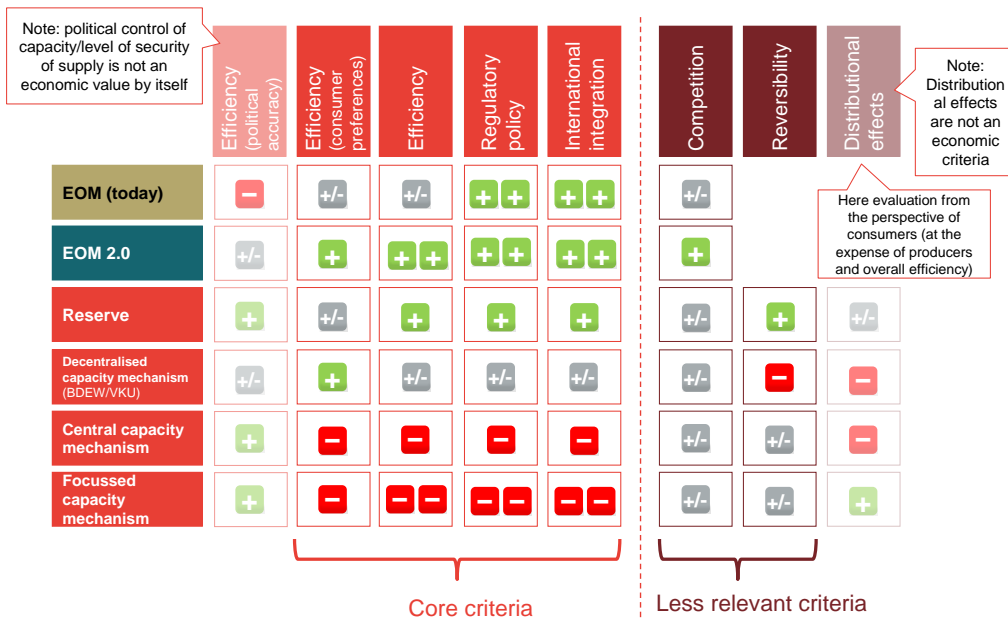 Note: political control of
capacity/level of security
of supply is not an
economic value by itself
Efficiency
(political
accuracy)
Efficiency
(consumer
preferences)
Efficiency
Regulatory
policy
International
integration
Competition
Reversibility
Distributional
effects
Note:
Distribution
al effects
are not an
economic
criteria
Here evaluation from
the perspective of
consumers (at the
expense of producers
and overall efficiency)
EOM (today)
− +/- +/- + + + + +/-
EOM 2.0
+/- + + + + + + + +
Reserve
+ +/- + + + +/- + +/-
Decentralised
capacity mechanism
(BDEW/VKU)
+/- + +/- +/- +/- +/- − −
Central capacity
mechanism
+ − − − − +/- +/- −
Focussed
capacity
mechanism
+ − − − − − − − +/- +/- +
Core criteria
Less relevant criteria